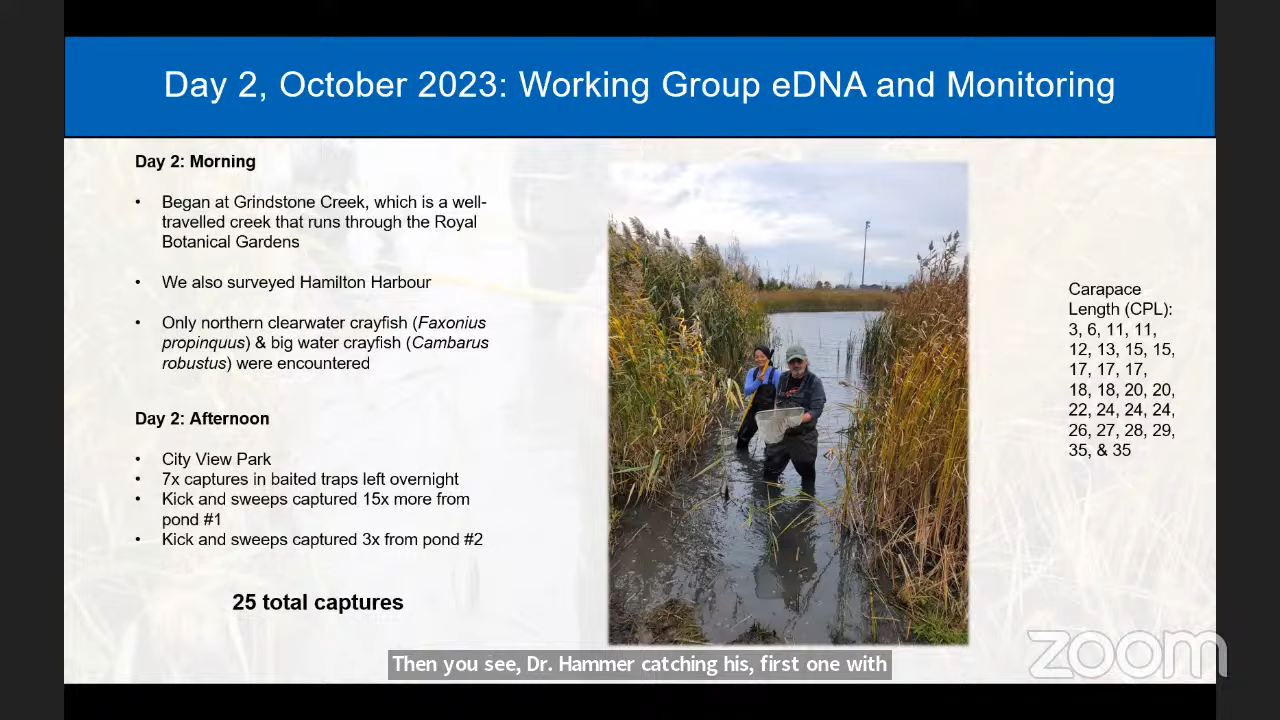 Day 2, October 2023: Working Group eDNA and Monitoring
Day 2: Morning
• Began at Grindstone Creek, which is a well-
travelled creek that runs through the Royal
Botanical Gardens
• We also surveyed Hamilton Harbour
• Only northern clearwater crayfish (Faxonius
propinquus) & big water crayfish (Cambarus
robustus) were encountered
Day 2: Afternoon
• City View Park
• 7x captures in baited traps left overnight
• Kick and sweeps captured 15x more from
pond #1
• Kick and sweeps captured 3x from pond #2
25 total captures
Carapace
Length (CPL):
3, 6, 11, 11,
12, 13, 15, 15,
17, 17, 17,
18, 18, 20, 20,
22, 24, 24, 24,
26, 27, 28, 29,
35, & 35
Then you see, Dr. Hammer catching his, first one with
zoom